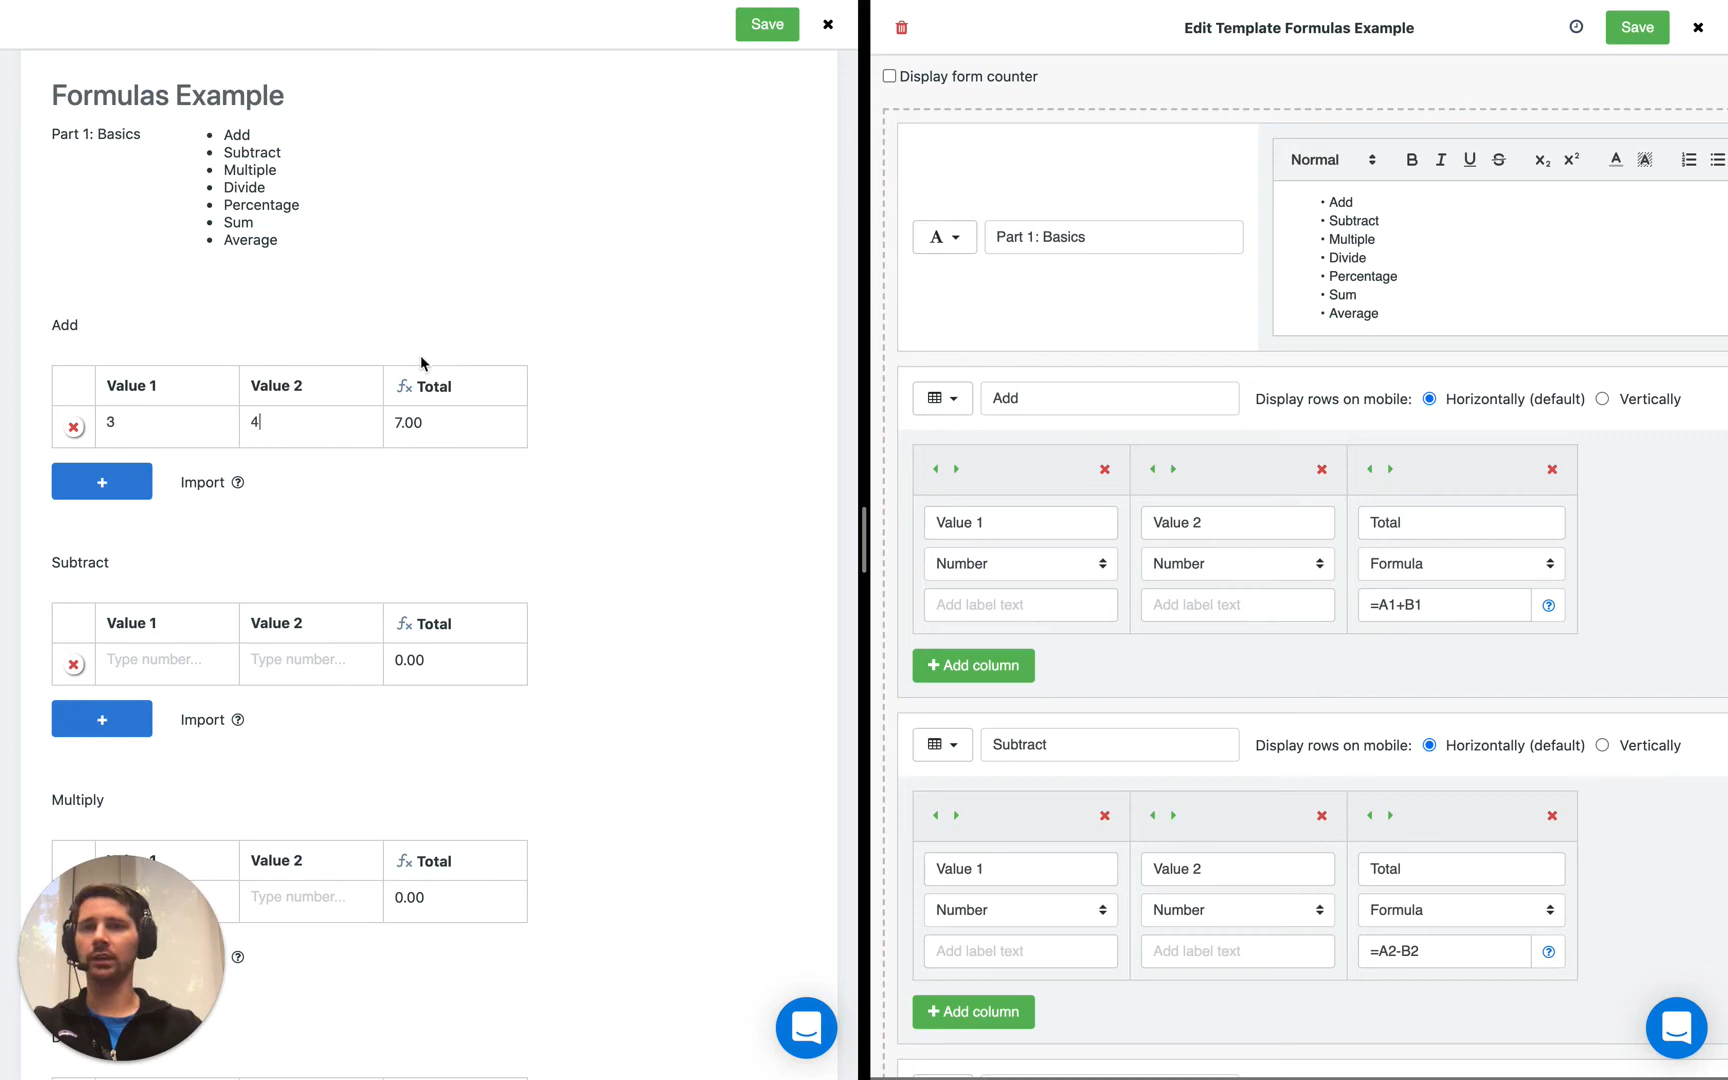 Save
Formulas Example
Part 1: Basics
• Add
• Subtract
• Multiple
• Divide
• Percentage
• Sum
• Average
Add
Value 1 Value 2 fx Total
3 4 7.00
+ Import ?
Subtract
Value 1 Value 2 fx Total
Type number... Type number... 0.00
+ Import ?
Multiply
Value 2 fx Total
Type number... 0.00
?
Edit Template Formulas Example
Save
Display form counter
Normal B I U S X₂ X² A A
A Part 1: Basics
• Add
• Subtract
• Multiple
• Divide
• Percentage
• Sum
• Average
Add Display rows on mobile: Horizontally (default) Vertically
Value 1 Value 2 Total
Number Number Formula
Add label text Add label text =A1+B1 ?
+ Add column
Subtract Display rows on mobile: Horizontally (default) Vertically
Value 1 Value 2 Total
Number Number Formula
Add label text Add label text =A2-B2 ?
+ Add column